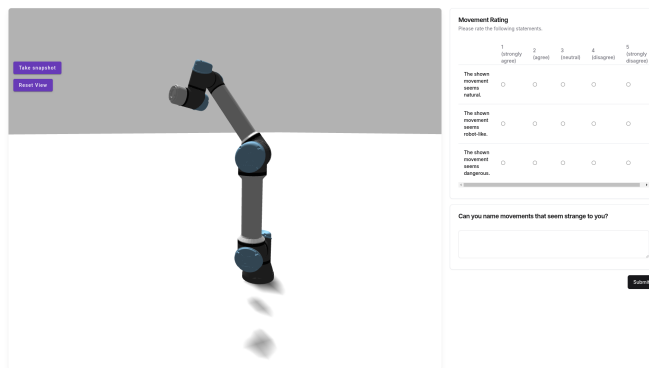 Take snapshot
Reset View
Movement Rating
Please rate the following statements.
1 (strongly agree)
2 (agree)
3 (neutral)
4 (disagree)
5 (strongly disagree)
The shown movement seems natural.
The shown movement seems robot-like.
The shown movement seems dangerous.
Can you name movements that seem strange to you?
Submit